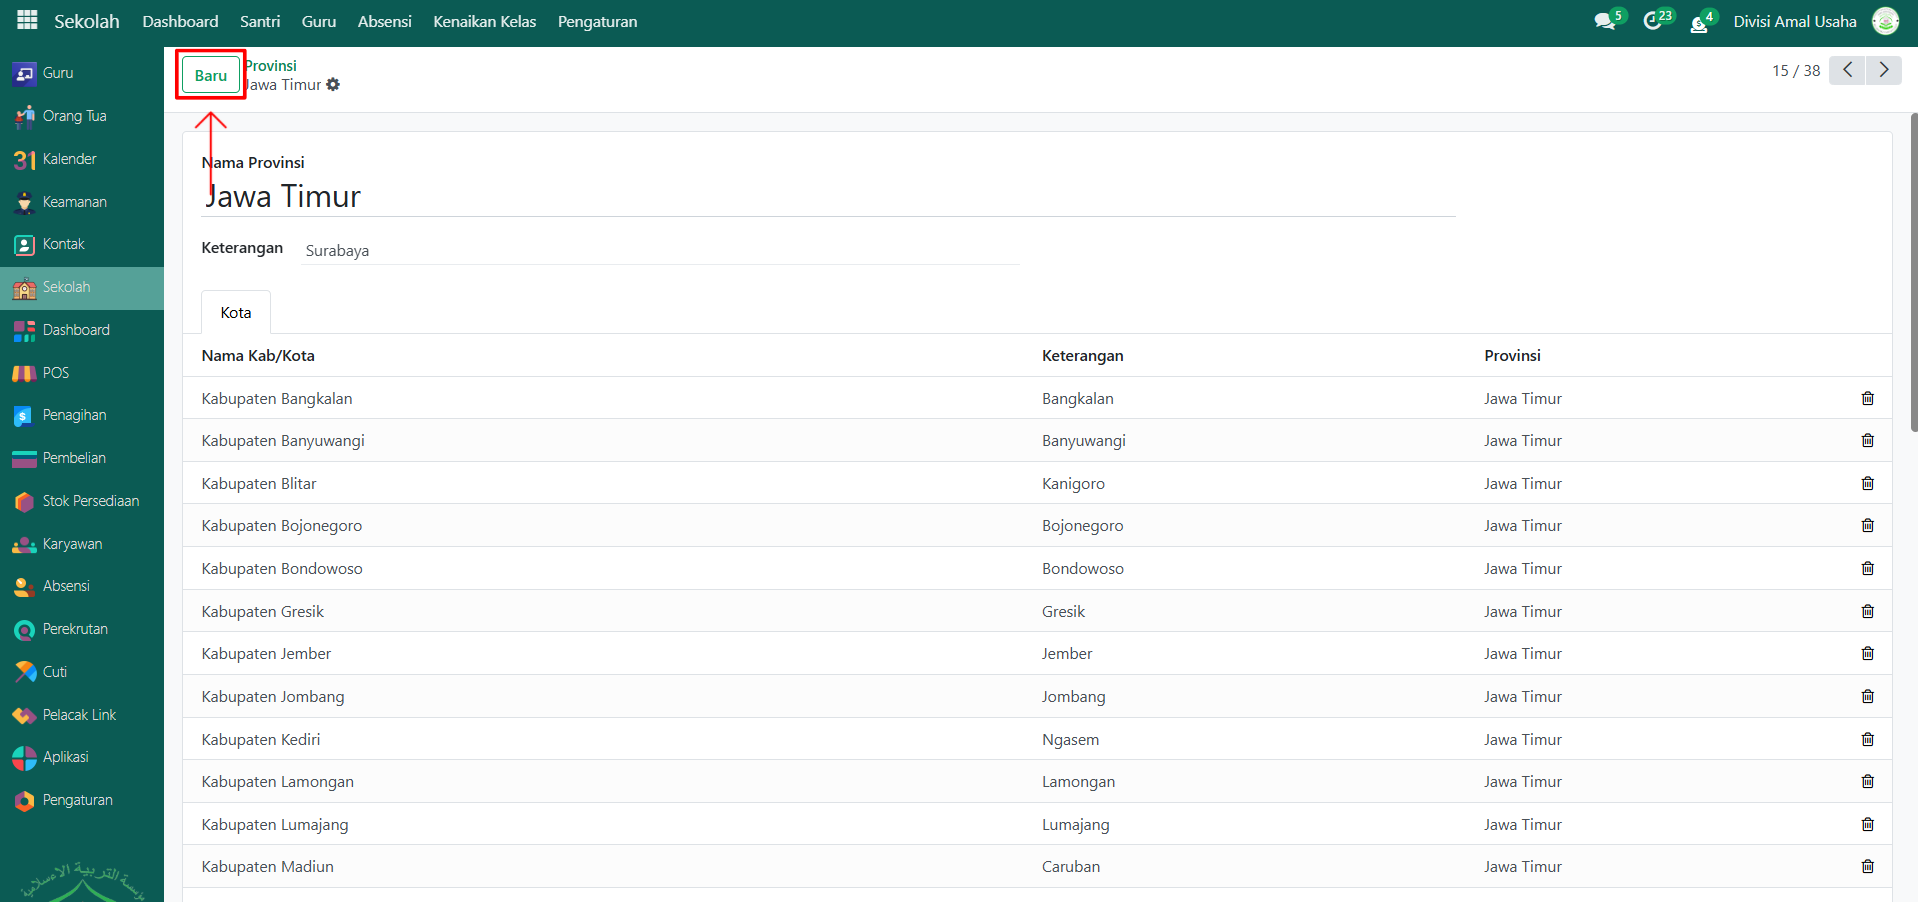 Sekolah Dashboard Santri Guru Absensi Kenaikan Kelas Pengaturan 5 23 4 Divisi Amal Usaha
Guru
Orang Tua
31 Kalender
Keamanan
Kontak
Sekolah
Dashboard
POS
Penagihan
Pembelian
Stok Persediaan
Karyawan
Absensi
Perekrutan
Cuti
Pelacak Link
Aplikasi
Pengaturan
مؤسسة التربية الاسلامية
Baru
Provinsi
Jawa Timur
15 / 38
Nama Provinsi
Jawa Timur
Keterangan Surabaya
Kota
Nama Kab/Kota Keterangan Provinsi
Kabupaten Bangkalan Bangkalan Jawa Timur
Kabupaten Banyuwangi Banyuwangi Jawa Timur
Kabupaten Blitar Kanigoro Jawa Timur
Kabupaten Bojonegoro Bojonegoro Jawa Timur
Kabupaten Bondowoso Bondowoso Jawa Timur
Kabupaten Gresik Gresik Jawa Timur
Kabupaten Jember Jember Jawa Timur
Kabupaten Jombang Jombang Jawa Timur
Kabupaten Kediri Ngasem Jawa Timur
Kabupaten Lamongan Lamongan Jawa Timur
Kabupaten Lumajang Lumajang Jawa Timur
Kabupaten Madiun Caruban Jawa Timur